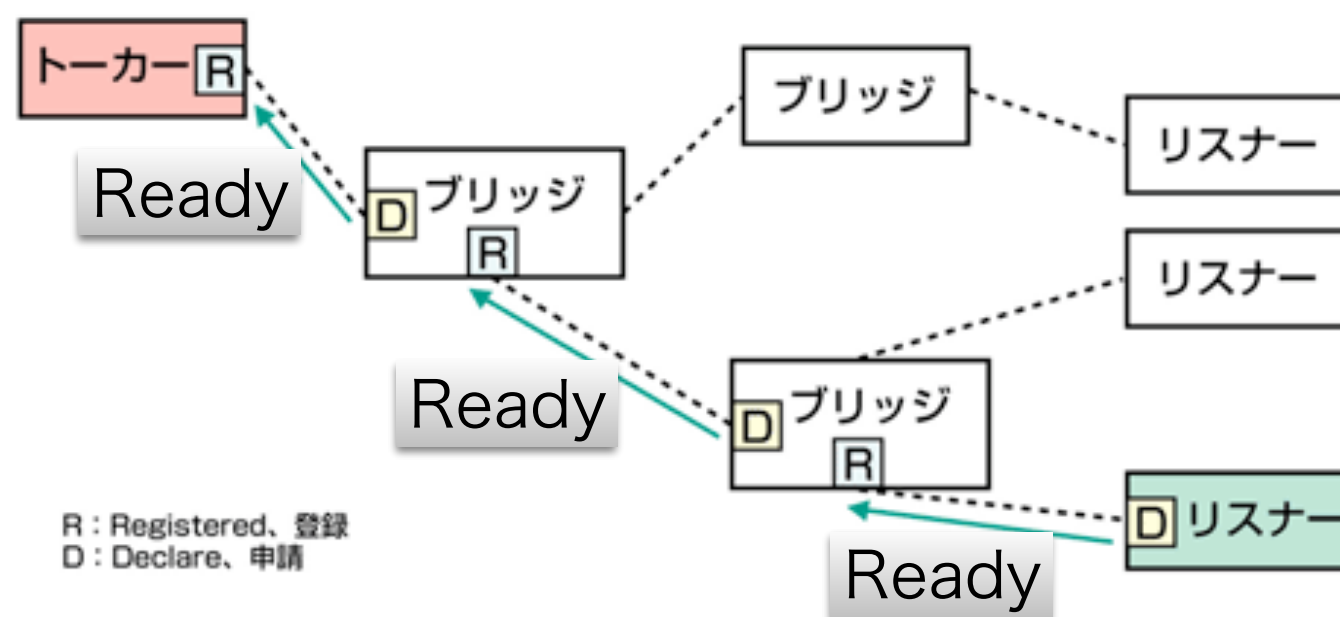 トーカー R
ブリッジ
リスナー
Ready
D ブリッジ
R
リスナー
Ready
D ブリッジ
R
D リスナー
R：Registered、登録
D：Declare、申請
Ready